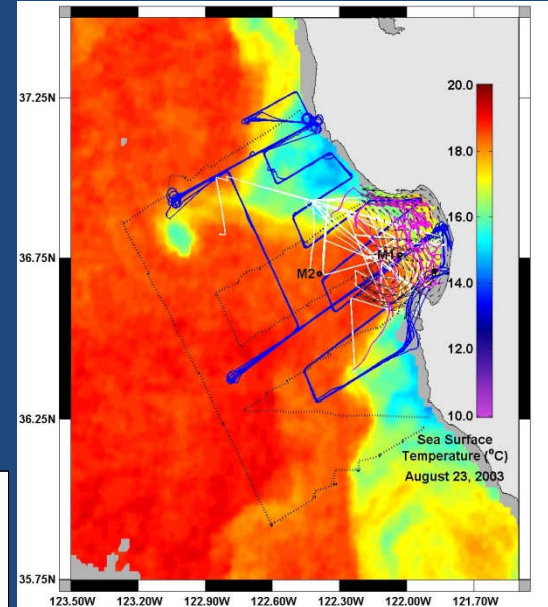 37.25N
36.75N
36.25N
35.75N
20.0
18.0
16.0
14.0
12.0
10.0
M1
M2
Sea Surface
Temperature (°C)
August 23, 2003
123.50W 123.20W 122.90W 122.60W 122.30W 122.00W 121.70W